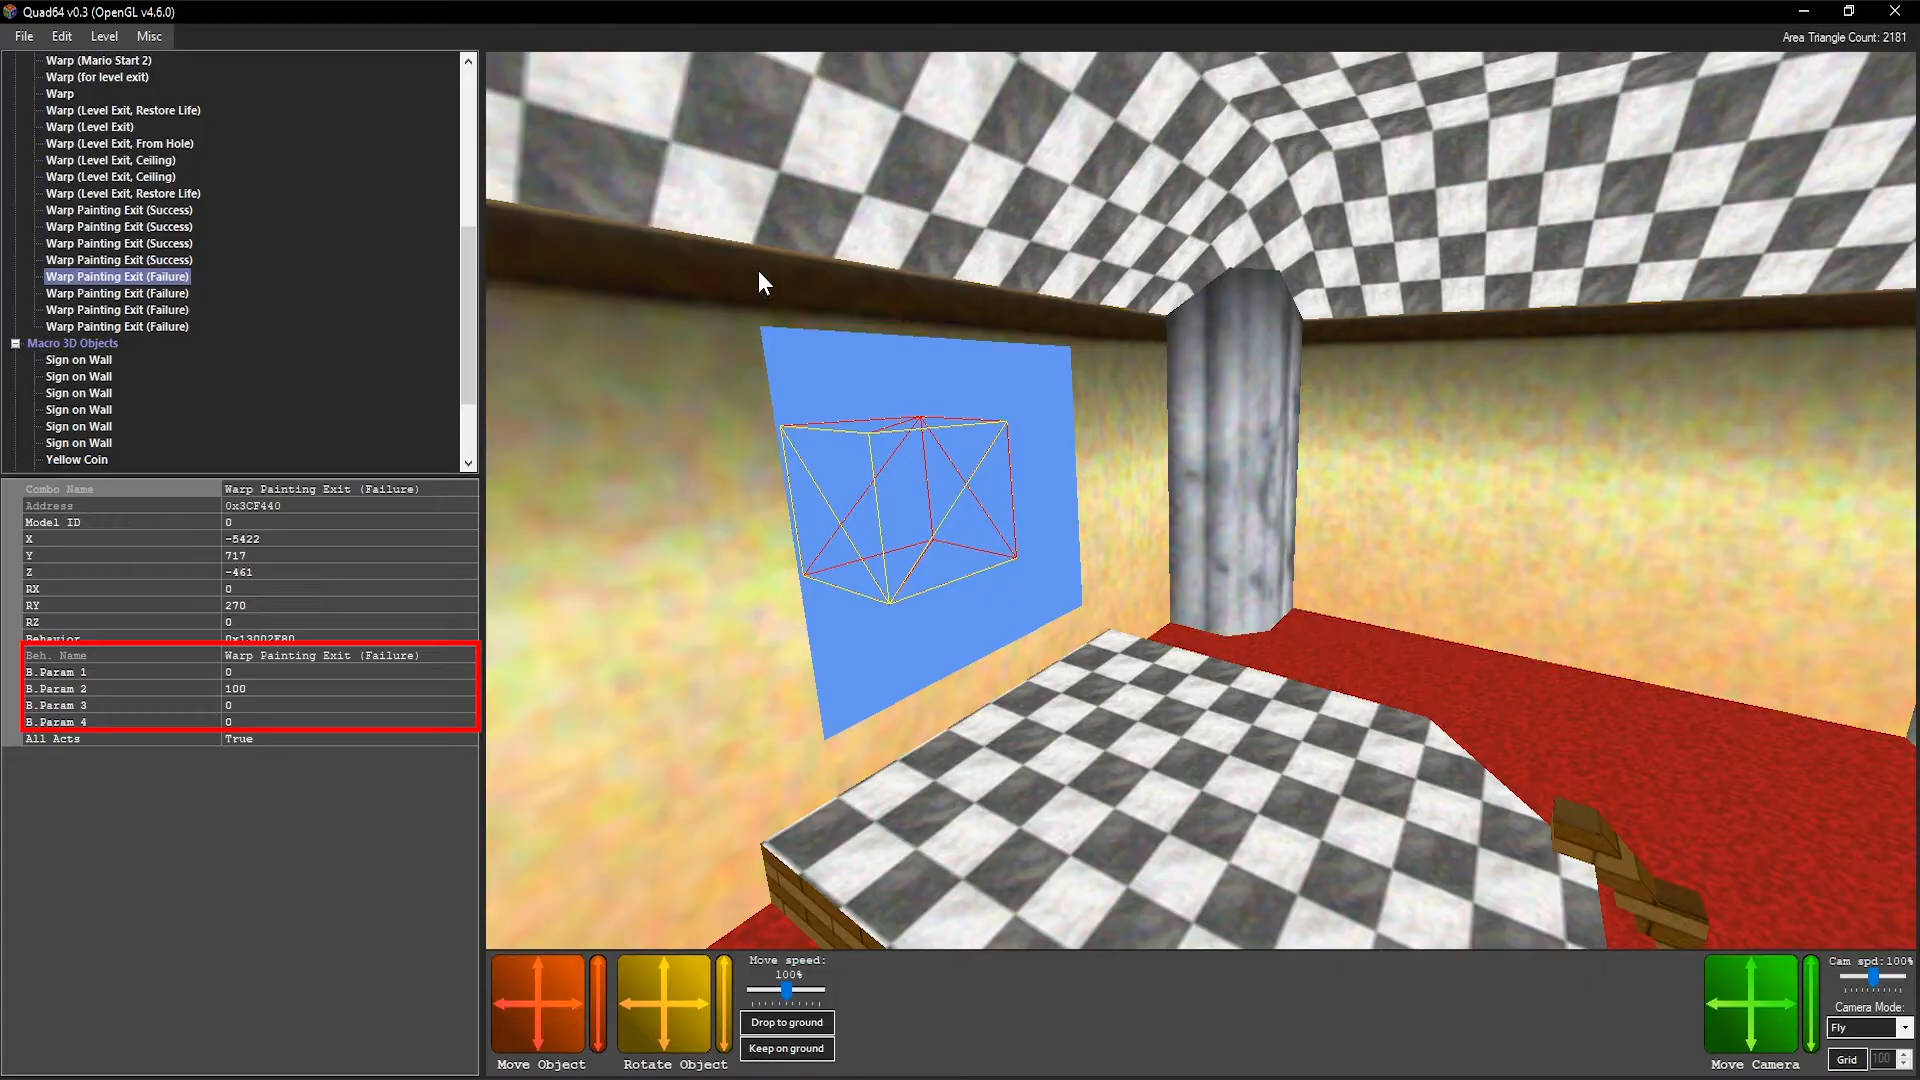 Quad64 v0.3 (OpenGL v4.6.0)
File Edit Level Misc
Area Triangle Count: 2181
Warp (Mario Start 2)
Warp (for level exit)
Warp
Warp (Level Exit, Restore Life)
Warp (Level Exit)
Warp (Level Exit, From Hole)
Warp (Level Exit, Ceiling)
Warp (Level Exit, Ceiling)
Warp (Level Exit, Restore Life)
Warp Painting Exit (Success)
Warp Painting Exit (Success)
Warp Painting Exit (Success)
Warp Painting Exit (Success)
Warp Painting Exit (Failure)
Warp Painting Exit (Failure)
Warp Painting Exit (Failure)
Warp Painting Exit (Failure)
Macro 3D Objects
Sign on Wall
Sign on Wall
Sign on Wall
Sign on Wall
Sign on Wall
Sign on Wall
Yellow Coin
Combo Name Warp Painting Exit (Failure)
Address 0x3CF440
Model ID 0
X -5422
Y 717
Z -461
RX 0
RY 270
RZ 0
Behavior 0x13002F80
Beh. Name Warp Painting Exit (Failure)
B.Param 1 0
B.Param 2 100
B.Param 3 0
B.Param 4 0
All Acts True
Move Object
Rotate Object
Move speed:
100%
Drop to ground
Keep on ground
Move Camera
Cam spd:100%
Camera Mode:
Fly
Grid 100